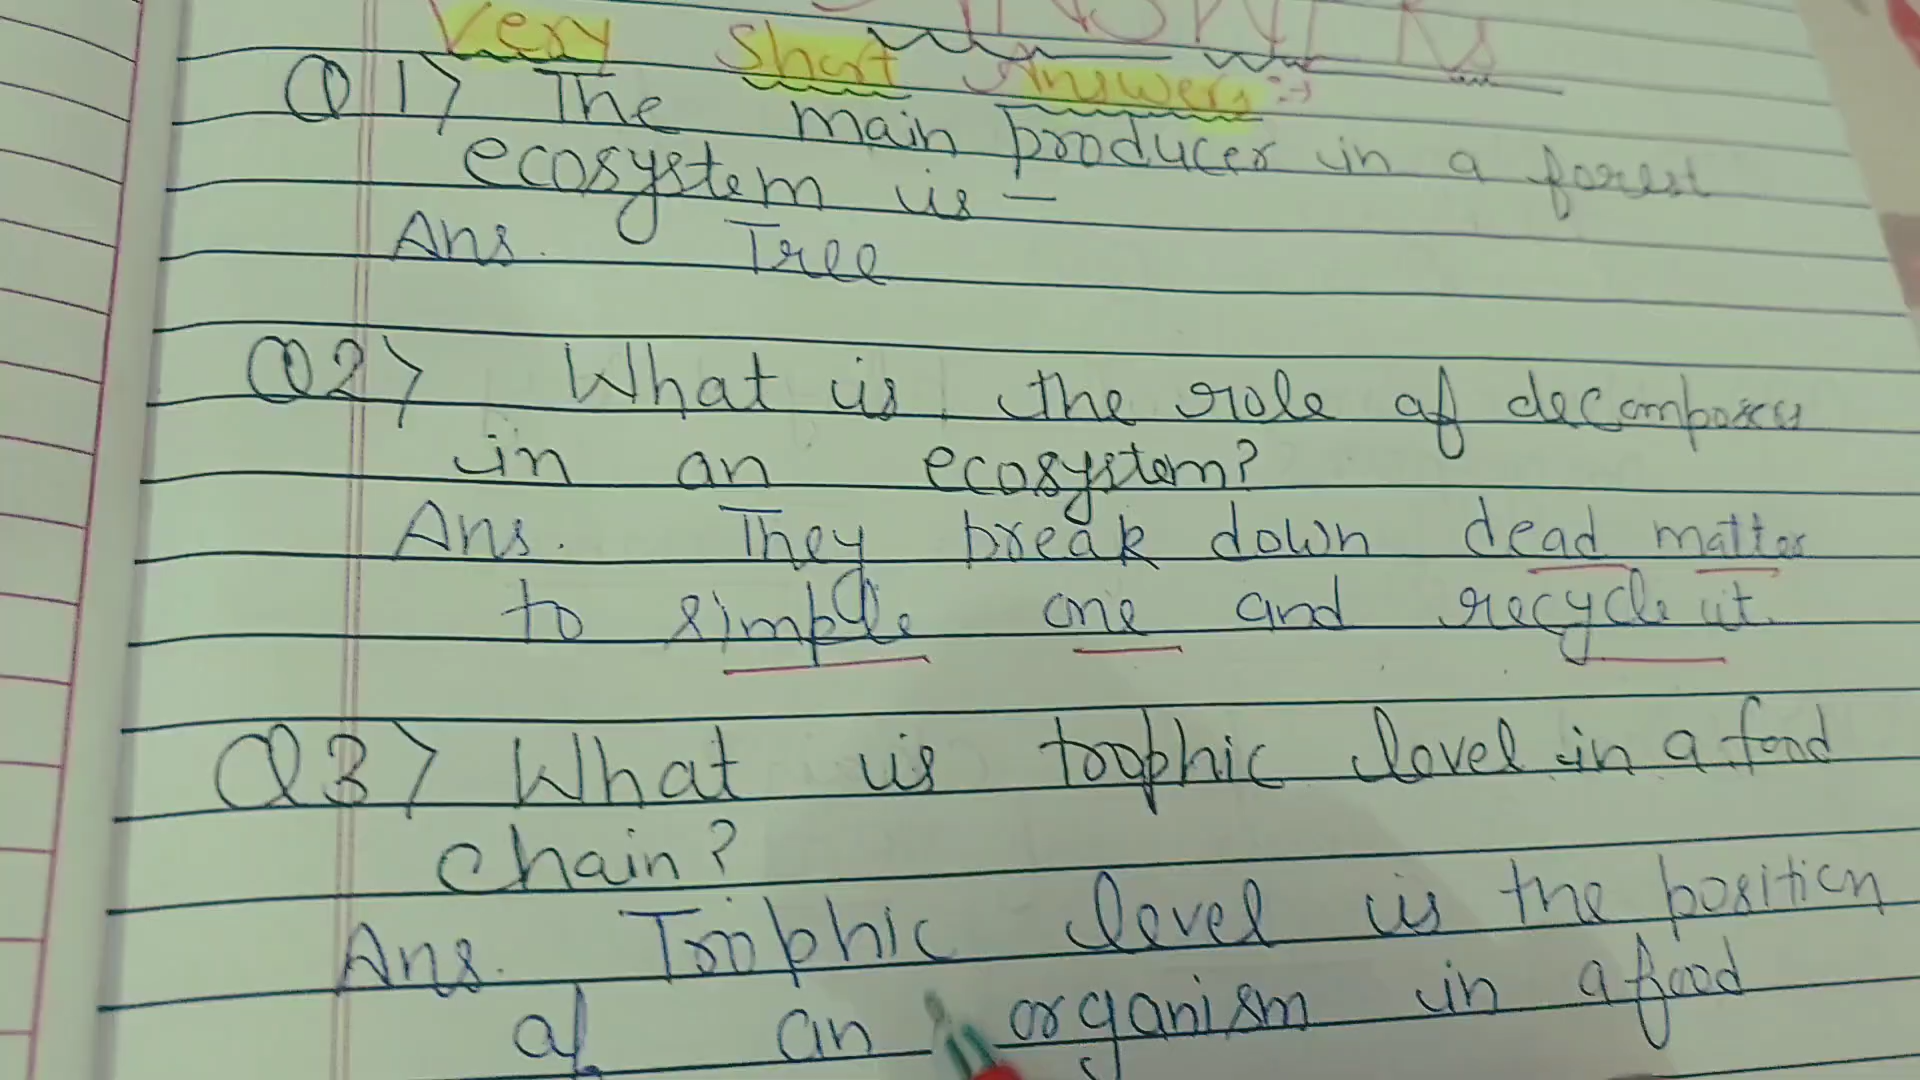 Very Short Answers :→
Q1> The main producer in a forest
ecosystem is –
Ans. Tree
Q2> What is the role of decomposers
in an ecosystem?
Ans. They break down dead matter
to simple one and recycle it.
Q3> What is trophic level in a food
chain?
Ans. Trophic level is the position
of an organism in a food